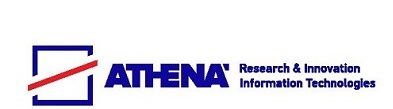 ATHENA Research & Innovation
Information Technologies